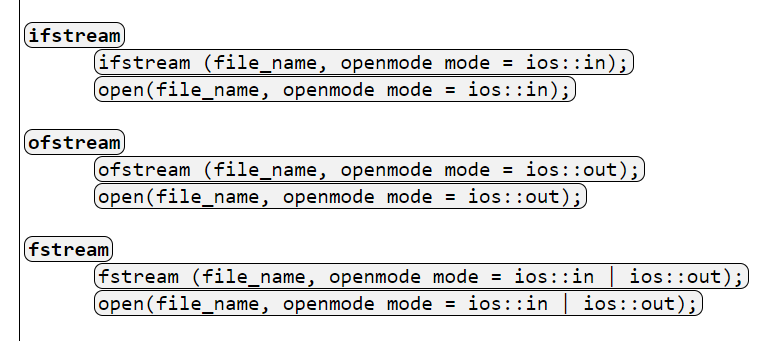 ifstream
ifstream (file_name, openmode mode = ios::in);
open(file_name, openmode mode = ios::in);
ofstream
ofstream (file_name, openmode mode = ios::out);
open(file_name, openmode mode = ios::out);
fstream
fstream (file_name, openmode mode = ios::in | ios::out);
open(file_name, openmode mode = ios::in | ios::out);